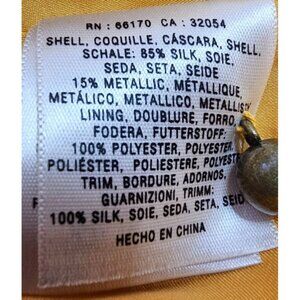 RN : 66170 CA : 32054
SHELL, COQUILLE, CÁSCARA, SHELL,
SCHALE: 85% SILK, SOIE,
SEDA, SETA, SEIDE
15% METALLIC, MÉTALLIQUE,
METÁLICO, METALLICO, METALLIS
LINING, DOUBLURE, FORRO,
FODERA, FUTTERSTOFF:
100% POLYESTER, POLYESTER,
POLIÉSTER, POLIESTERE, POLYESTER
TRIM, BORDURE, ADORNOS,
GUARNIZIONI, TRIMM:
100% SILK, SOIE, SEDA, SETA, SEIDE
HECHO EN CHINA